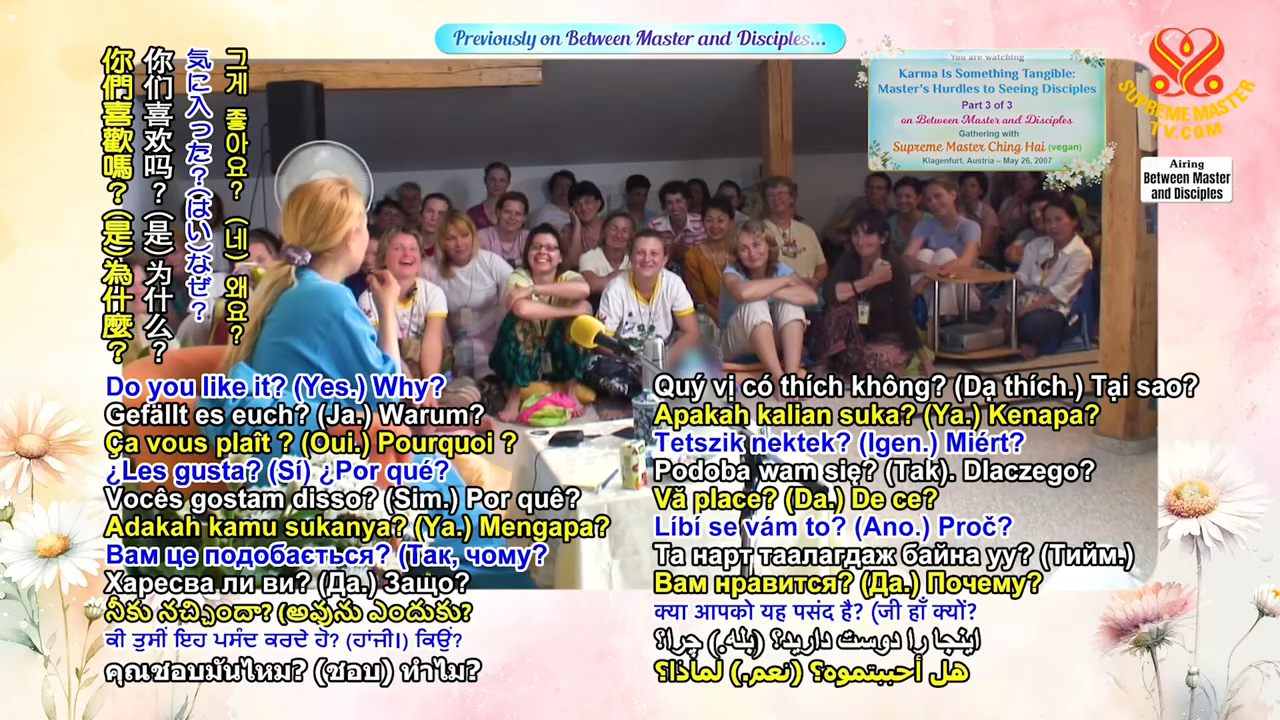 Previously on Between Master and Disciples...
You are watching
Karma Is Something Tangible:
Master's Hurdles to Seeing Disciples
Part 3 of 3
on Between Master and Disciples
Gathering with
Supreme Master Ching Hai (vegan)
Klagenfurt, Austria – May 26, 2007
SUPREME MASTER
TV.COM
Airing
Between Master
and Disciples
你們喜歡嗎？(是)為什麼？
你们喜欢吗？(是)为什么？
気に入った？(はい)なぜ？
그게 좋아요? (네) 왜요?
Do you like it? (Yes.) Why?
Gefällt es euch? (Ja.) Warum?
Ça vous plaît ? (Oui.) Pourquoi ?
¿Les gusta? (Sí) ¿Por qué?
Vocês gostam disso? (Sim.) Por quê?
Adakah kamu sukanya? (Ya.) Mengapa?
Вам це подобається? (Так, чому?
Харесва ли ви? (Да.) Защо?
నీకు నచ్చిందా? (అవును ఎందుకు?
ਕੀ ਤੁਸੀਂ ਇਹ ਪਸੰਦ ਕਰਦੇ ਹੋ? (ਹਾਂਜੀ।) ਕਿਉਂ?
คุณชอบมันไหม? (ชอบ) ทำไม?
Quý vị có thích không? (Dạ thích.) Tại sao?
Apakah kalian suka? (Ya.) Kenapa?
Tetszik nektek? (Igen.) Miért?
Podoba wam się? (Tak). Dlaczego?
Vă place? (Da.) De ce?
Líbí se vám to? (Ano.) Proč?
Та нарт таалагдаж байна уу? (Тийм.)
Вам нравится? (Да.) Почему?
क्या आपको यह पसंद है? (जी हाँ क्यों?
اینجا را دوست دارید؟ (بله.) چرا؟
هل أحببتموه؟ (نعم.) لماذا؟